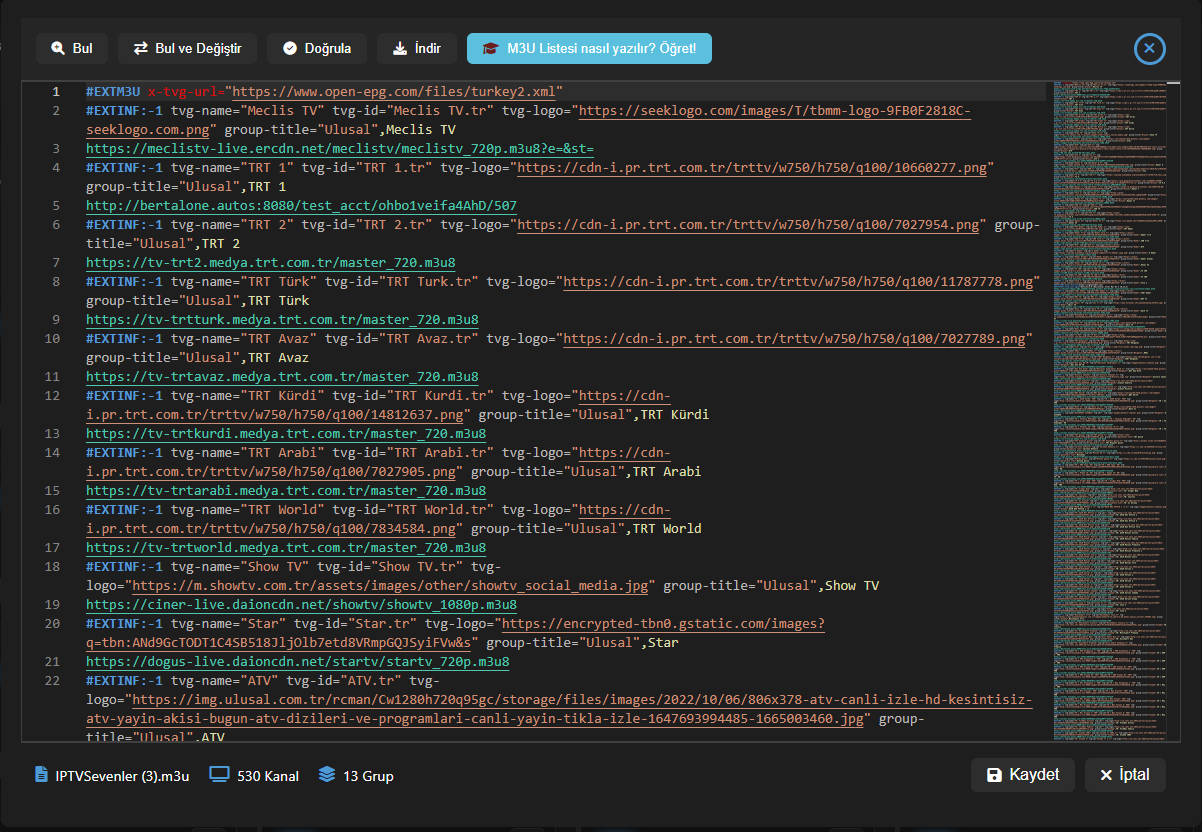 Bul
Bul ve Değiştir
Doğrula
İndir
M3U Listesi nasıl yazılır? Öğret!
1 #EXTM3U x-tvg-url="https://www.open-epg.com/files/turkey2.xml"
2 #EXTINF:-1 tvg-name="Meclis TV" tvg-id="Meclis TV.tr" tvg-logo="https://seeklogo.com/images/T/tbmm-logo-9FB0F2818C-
seeklogo.com.png" group-title="Ulusal",Meclis TV
3 https://meclistv-live.ercdn.net/meclistv/meclistv_720p.m3u8?e=&st=
4 #EXTINF:-1 tvg-name="TRT 1" tvg-id="TRT 1.tr" tvg-logo="https://cdn-i.pr.trt.com.tr/trttv/w750/h750/q100/10660277.png"
group-title="Ulusal",TRT 1
5 http://bertalone.autos:8080/test_acct/ohbo1veifa4AhD/507
6 #EXTINF:-1 tvg-name="TRT 2" tvg-id="TRT 2.tr" tvg-logo="https://cdn-i.pr.trt.com.tr/trttv/w750/h750/q100/7027954.png" group-
title="Ulusal",TRT 2
7 https://tv-trt2.medya.trt.com.tr/master_720.m3u8
8 #EXTINF:-1 tvg-name="TRT Türk" tvg-id="TRT Turk.tr" tvg-logo="https://cdn-i.pr.trt.com.tr/trttv/w750/h750/q100/11787778.png"
group-title="Ulusal",TRT Türk
9 https://tv-trtturk.medya.trt.com.tr/master_720.m3u8
10 #EXTINF:-1 tvg-name="TRT Avaz" tvg-id="TRT Avaz.tr" tvg-logo="https://cdn-i.pr.trt.com.tr/trttv/w750/h750/q100/7027789.png"
group-title="Ulusal",TRT Avaz
11 https://tv-trtavaz.medya.trt.com.tr/master_720.m3u8
12 #EXTINF:-1 tvg-name="TRT Kürdi" tvg-id="TRT Kurdi.tr" tvg-logo="https://cdn-
i.pr.trt.com.tr/trttv/w750/h750/q100/14812637.png" group-title="Ulusal",TRT Kürdi
13 https://tv-trtkurdi.medya.trt.com.tr/master_720.m3u8
14 #EXTINF:-1 tvg-name="TRT Arabi" tvg-id="TRT Arabi.tr" tvg-logo="https://cdn-
i.pr.trt.com.tr/trttv/w750/h750/q100/7027905.png" group-title="Ulusal",TRT Arabi
15 https://tv-trtarabi.medya.trt.com.tr/master_720.m3u8
16 #EXTINF:-1 tvg-name="TRT World" tvg-id="TRT World.tr" tvg-logo="https://cdn-
i.pr.trt.com.tr/trttv/w750/h750/q100/7834584.png" group-title="Ulusal",TRT World
17 https://tv-trtworld.medya.trt.com.tr/master_720.m3u8
18 #EXTINF:-1 tvg-name="Show TV" tvg-id="Show TV.tr" tvg-
logo="https://m.showtv.com.tr/assets/images/other/showtv_social_media.jpg" group-title="Ulusal",Show TV
19 https://ciner-live.daioncdn.net/showtv/showtv_1080p.m3u8
20 #EXTINF:-1 tvg-name="Star" tvg-id="Star.tr" tvg-logo="https://encrypted-tbn0.gstatic.com/images?
q=tbn:ANd9GcTODT1C4SB518JljOlb7etd8VRmpGQJSyiFVw&s" group-title="Ulusal",Star
21 https://dogus-live.daioncdn.net/startv/startv_720p.m3u8
22 #EXTINF:-1 tvg-name="ATV" tvg-id="ATV.tr" tvg-
logo="https://img.ulusal.com.tr/rcman/Cw1280h720q95gc/storage/files/images/2022/10/06/806x378-atv-canli-izle-hd-kesintisiz-
atv-yayin-akisi-bugun-atv-dizileri-ve-programlari-canli-yayin-tikla-izle-1647693994485-1665003460.jpg" group-
title="Ulusal",ATV
IPTVSevenler (3).m3u
530 Kanal
13 Grup
Kaydet
İptal